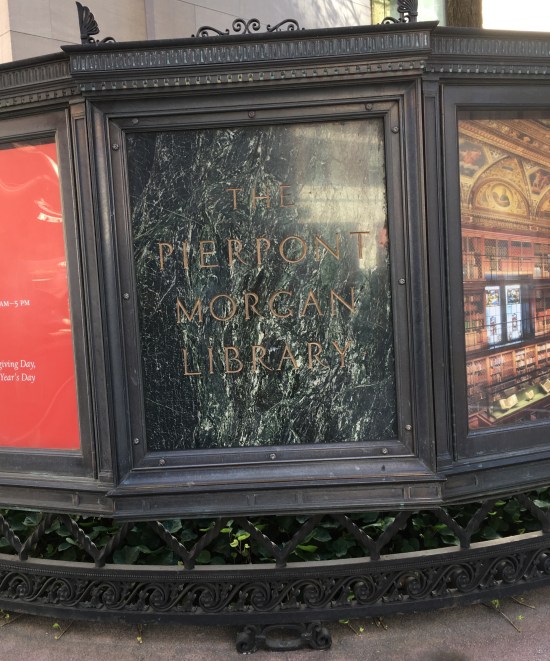 THE
PIERPONT
MORGAN
LIBRARY
AM–5 PM
giving Day,
Year's Day